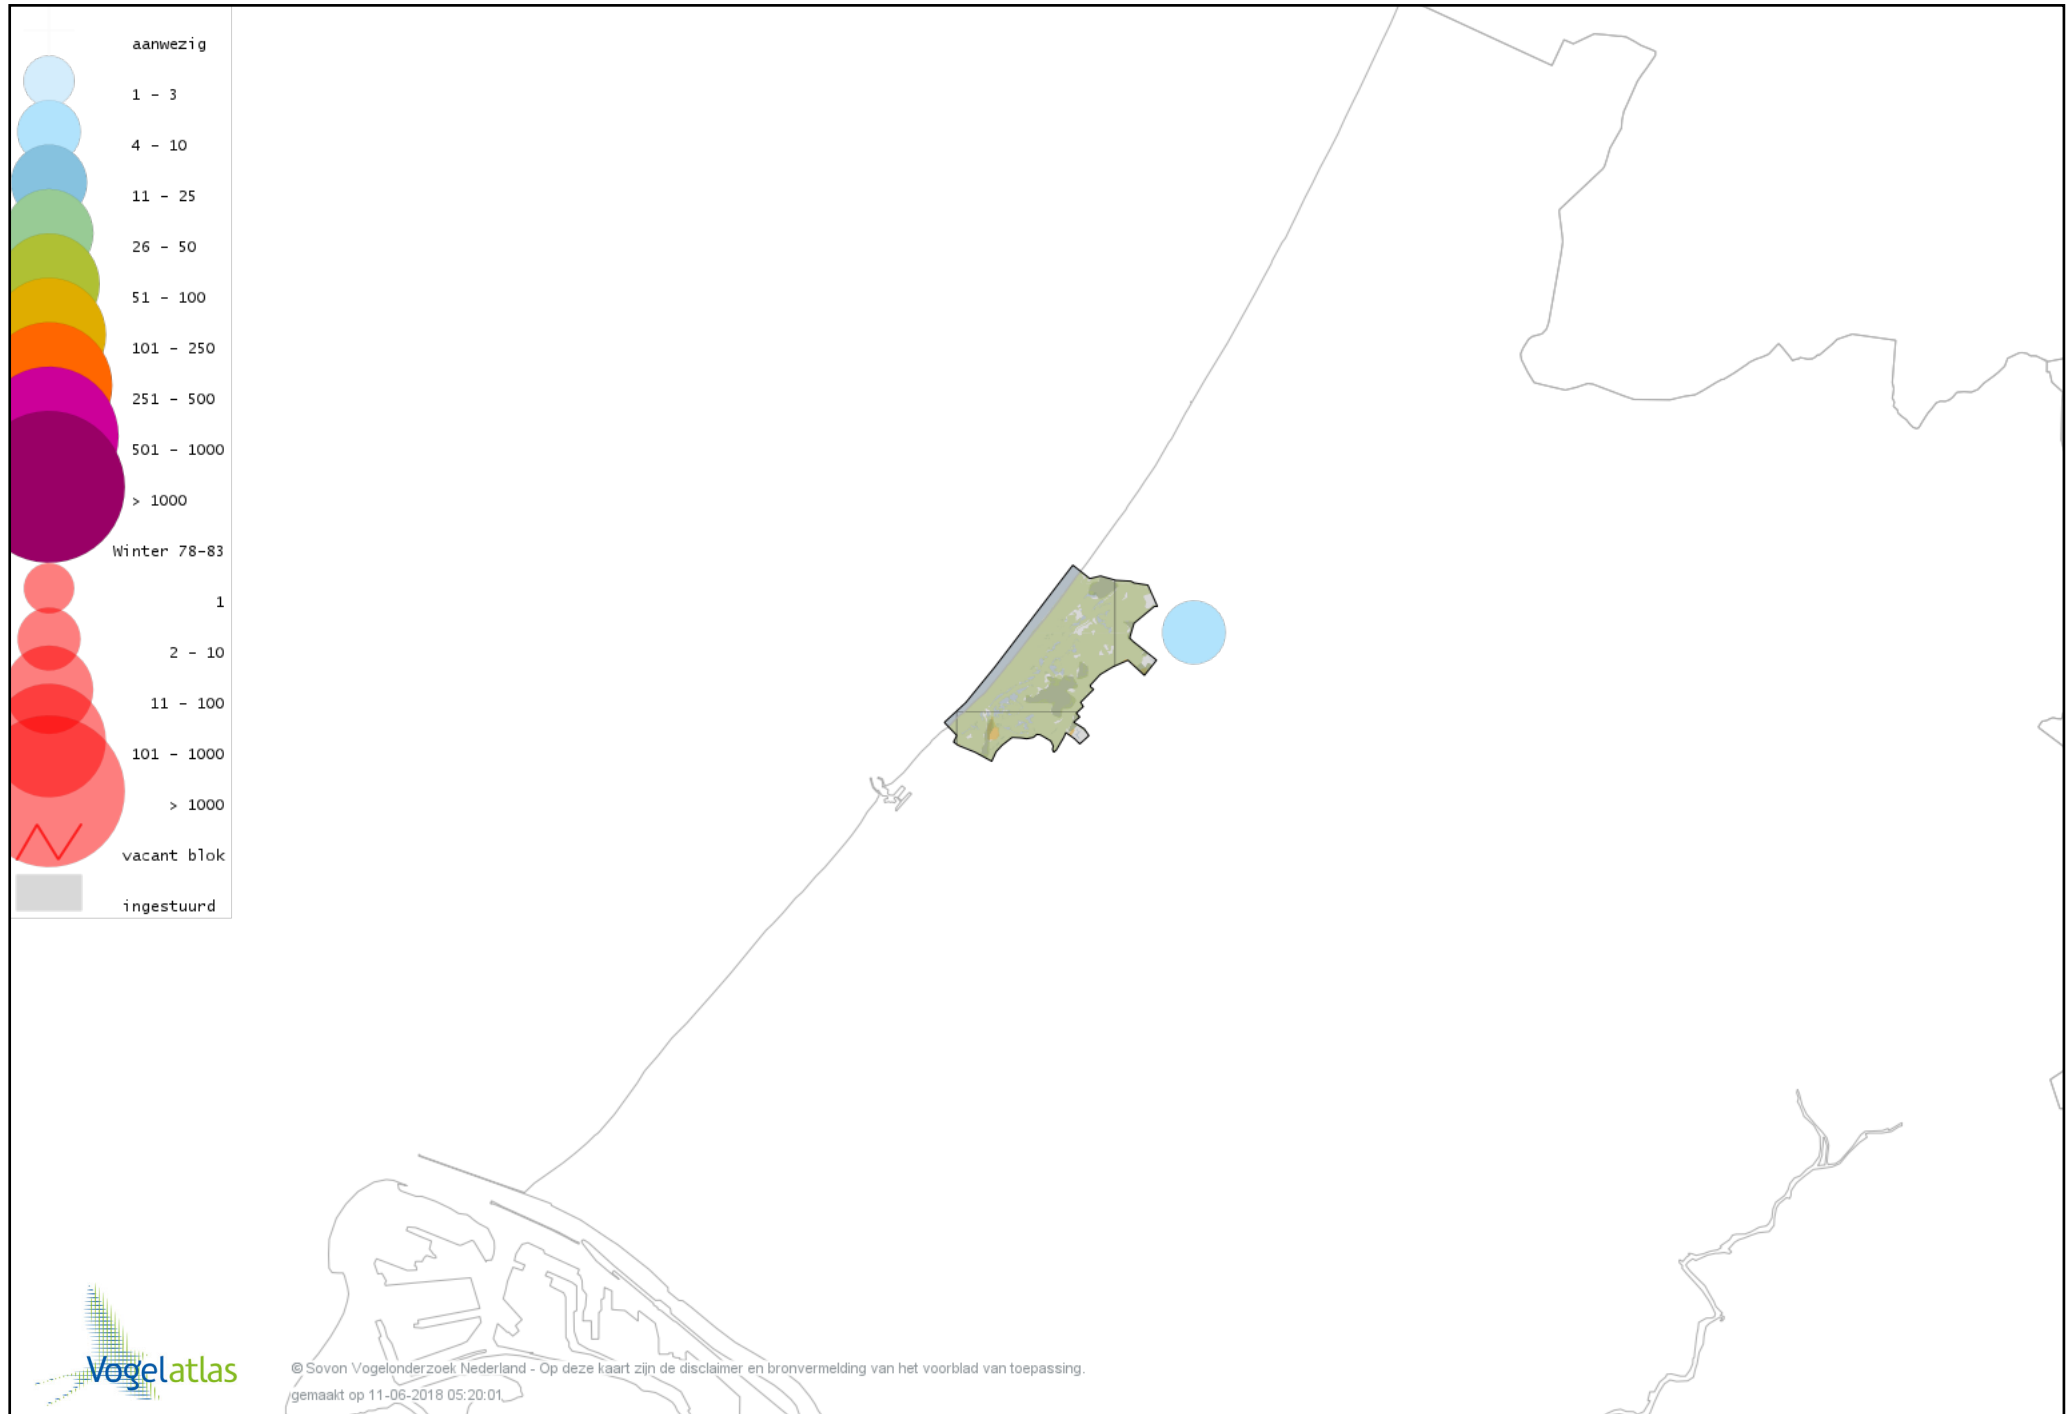 aanwezig
1 - 3
4 - 10
11 - 25
26 - 50
51 - 100
101 - 250
251 - 500
501 - 1000
> 1000
Winter 78-83
1
2 - 10
11 - 100
101 - 1000
> 1000
vacant blok
ingestuurd
Vogelatlas
© Sovon Vogelonderzoek Nederland - Op deze kaart zijn de disclaimer en bronvermelding van het voorblad van toepassing.
gemaakt op 11-06-2018 05:20:01